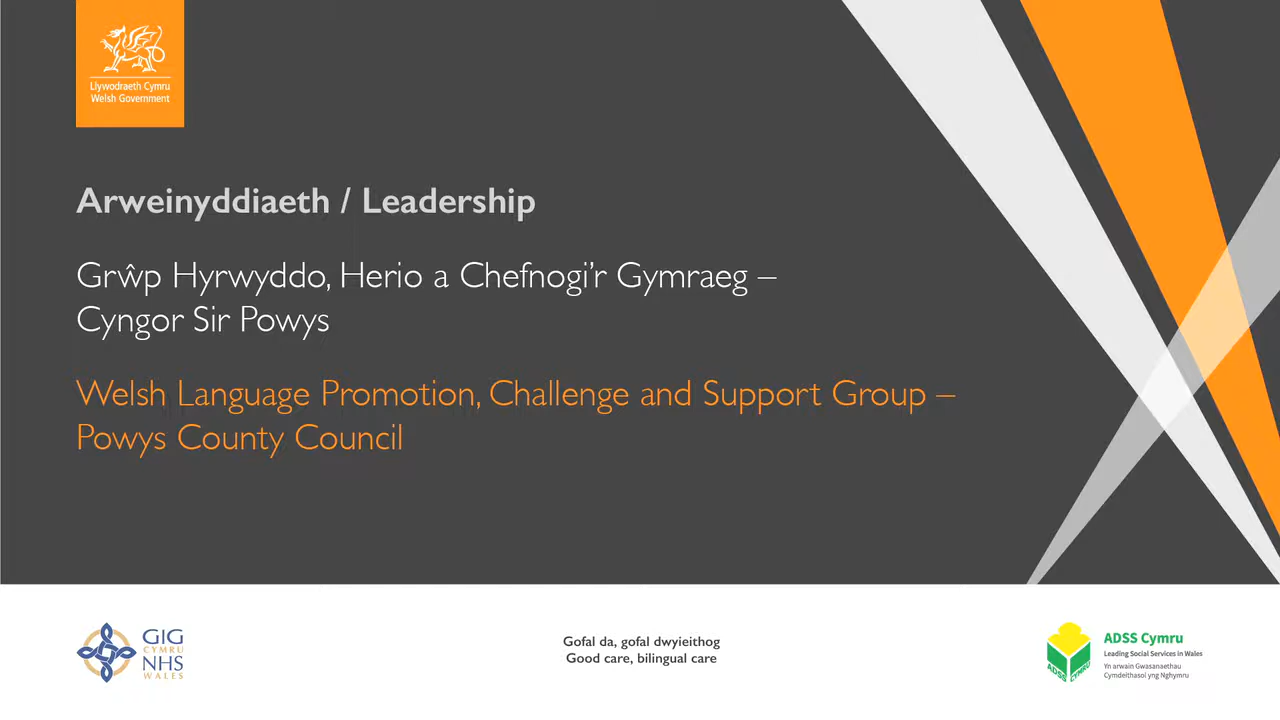 Llywodraeth Cymru
Welsh Government
Arweinyddiaeth / Leadership
Grŵp Hyrwyddo, Herio a Chefnogi’r Gymraeg –
Cyngor Sir Powys
Welsh Language Promotion, Challenge and Support Group –
Powys County Council
GIG
CYMRU
NHS
WALES
Gofal da, gofal dwyieithog
Good care, bilingual care
ADSS CYMRU
ADSS Cymru
Leading Social Services in Wales
Yn arwain Gwasanaethau
Cymdeithasol yng Nghymru